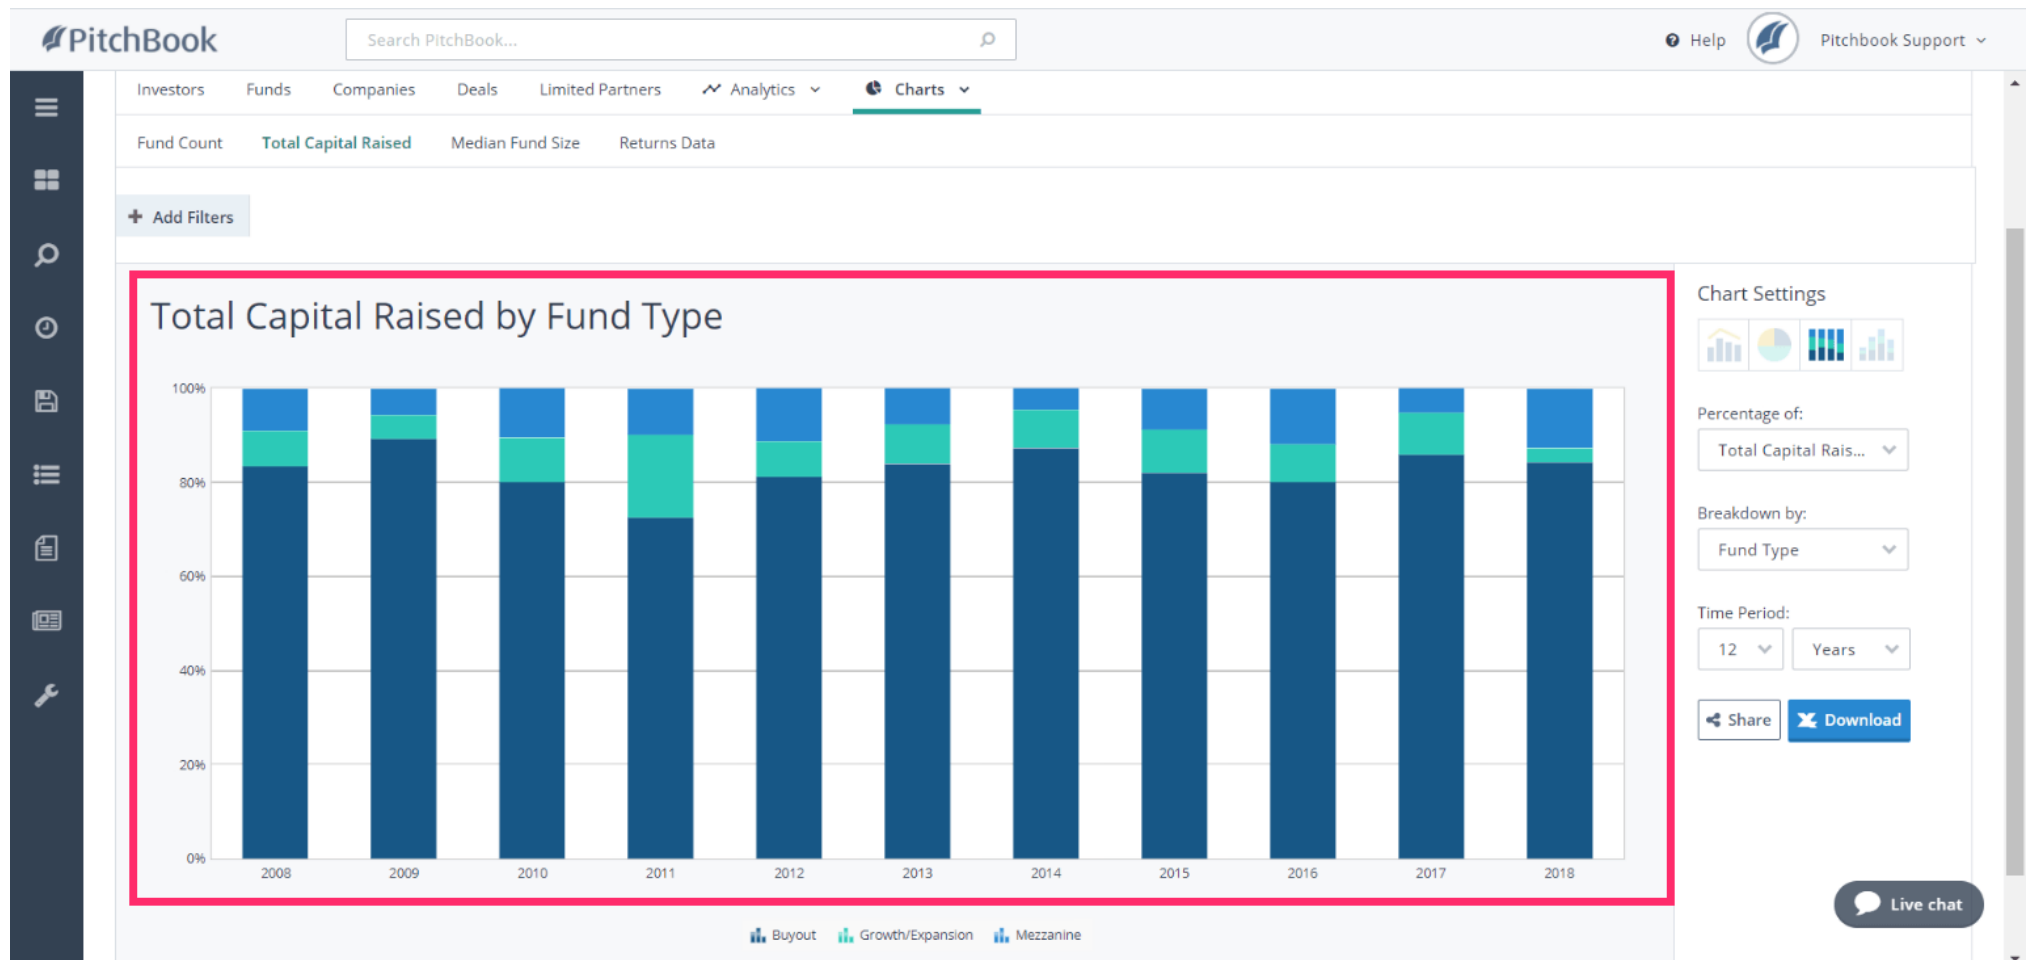 PitchBook
Search PitchBook...
Help
Pitchbook Support
Investors Funds Companies Deals Limited Partners Analytics Charts
Fund Count Total Capital Raised Median Fund Size Returns Data
+ Add Filters
Total Capital Raised by Fund Type
100%
80%
60%
40%
20%
0%
2008 2009 2010 2011 2012 2013 2014 2015 2016 2017 2018
Buyout Growth/Expansion Mezzanine
Chart Settings
Percentage of:
Total Capital Rais...
Breakdown by:
Fund Type
Time Period:
12 Years
Share Download
Live chat